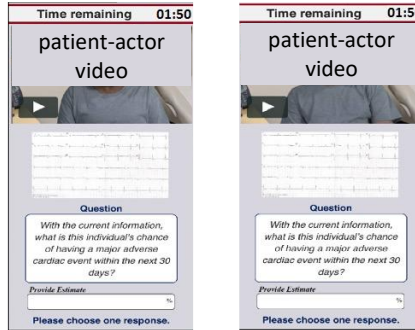 Time remaining 01:50
patient-actor
video
Question
With the current information,
what is this individual's chance
of having a major adverse
cardiac event within the next 30
days?
Provide Estimate
%
Please choose one response.
Time remaining 01:5
patient-actor
video
Question
With the current information,
what is this individual's chance
of having a major adverse
cardiac event within the next 30
days?
Provide Estimate
%
Please choose one response.